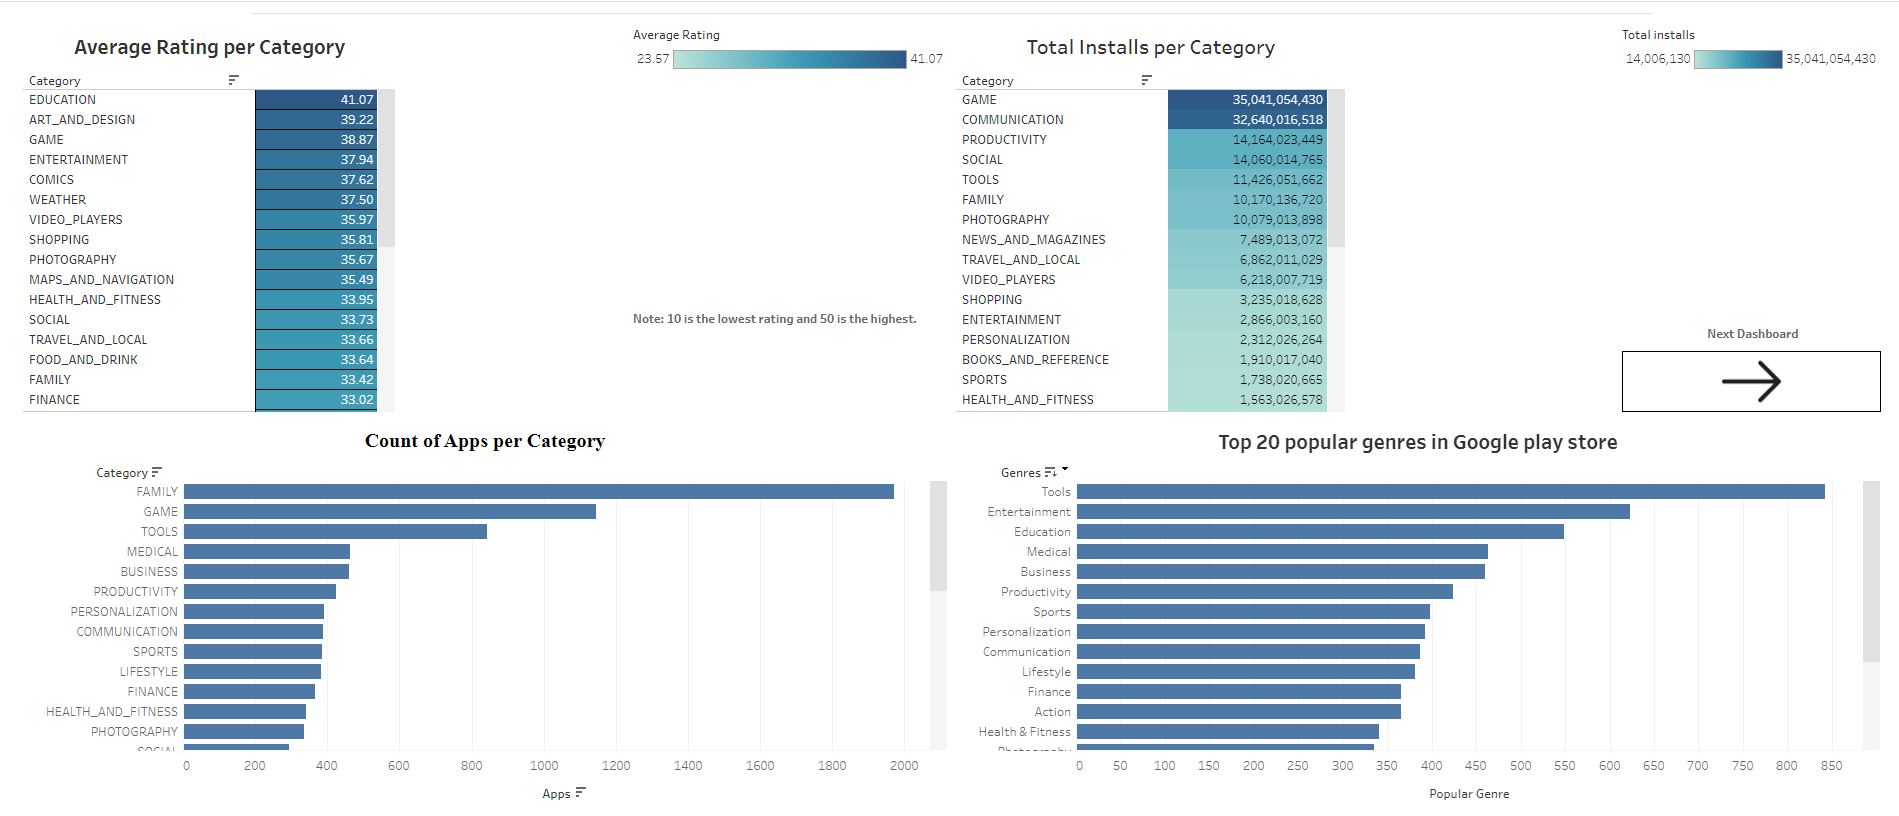 Average Rating per Category
Average Rating
23.57 41.07
Category
EDUCATION 41.07
ART_AND_DESIGN 39.22
GAME 38.87
ENTERTAINMENT 37.94
COMICS 37.62
WEATHER 37.50
VIDEO_PLAYERS 35.97
SHOPPING 35.81
PHOTOGRAPHY 35.67
MAPS_AND_NAVIGATION 35.49
HEALTH_AND_FITNESS 33.95
SOCIAL 33.73
TRAVEL_AND_LOCAL 33.66
FOOD_AND_DRINK 33.64
FAMILY 33.42
FINANCE 33.02
Note: 10 is the lowest rating and 50 is the highest.
Total Installs per Category
Total installs
14,006,130 35,041,054,430
Category
GAME 35,041,054,430
COMMUNICATION 32,640,016,518
PRODUCTIVITY 14,164,023,449
SOCIAL 14,060,014,765
TOOLS 11,426,051,662
FAMILY 10,170,136,720
PHOTOGRAPHY 10,079,013,898
NEWS_AND_MAGAZINES 7,489,013,072
TRAVEL_AND_LOCAL 6,862,011,029
VIDEO_PLAYERS 6,218,007,719
SHOPPING 3,235,018,628
ENTERTAINMENT 2,866,003,160
PERSONALIZATION 2,312,026,264
BOOKS_AND_REFERENCE 1,910,017,040
SPORTS 1,738,020,665
HEALTH_AND_FITNESS 1,563,026,578
Next Dashboard
Count of Apps per Category
Category
FAMILY
GAME
TOOLS
MEDICAL
BUSINESS
PRODUCTIVITY
PERSONALIZATION
COMMUNICATION
SPORTS
LIFESTYLE
FINANCE
HEALTH_AND_FITNESS
PHOTOGRAPHY
SOCIAL
0 200 400 600 800 1000 1200 1400 1600 1800 2000
Apps
Top 20 popular genres in Google play store
Genres
Tools
Entertainment
Education
Medical
Business
Productivity
Sports
Personalization
Communication
Lifestyle
Finance
Action
Health & Fitness
Photography
0 50 100 150 200 250 300 350 400 450 500 550 600 650 700 750 800 850
Popular Genre